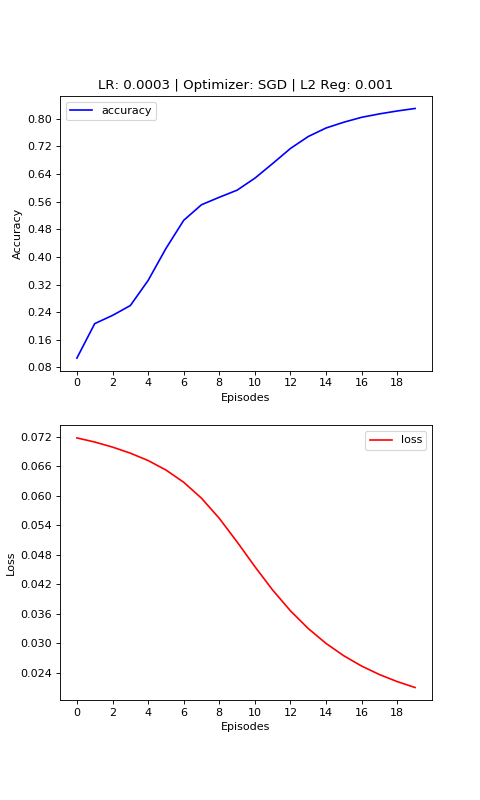 LR: 0.0003 | Optimizer: SGD | L2 Reg: 0.001
accuracy
0.80
0.72
0.64
0.56
0.48
0.40
0.32
0.24
0.16
0.08
Accuracy
0 2 4 6 8 10 12 14 16 18
Episodes
loss
0.072
0.066
0.060
0.054
0.048
0.042
0.036
0.030
0.024
Loss
0 2 4 6 8 10 12 14 16 18
Episodes